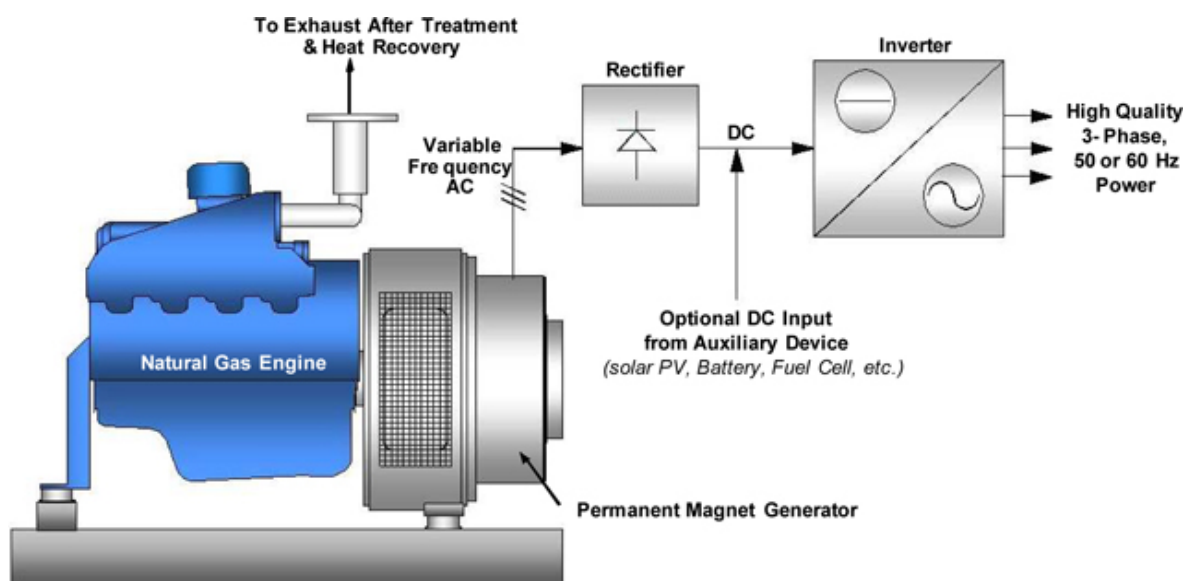 To Exhaust After Treatment
& Heat Recovery
Inverter
Rectifier
Variable
Fre quency
AC
DC
High Quality
3- Phase,
50 or 60 Hz
Power
Optional DC Input
from Auxiliary Device
(solar PV, Battery, Fuel Cell, etc.)
Natural Gas Engine
Permanent Magnet Generator